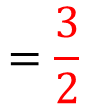 = 3/2